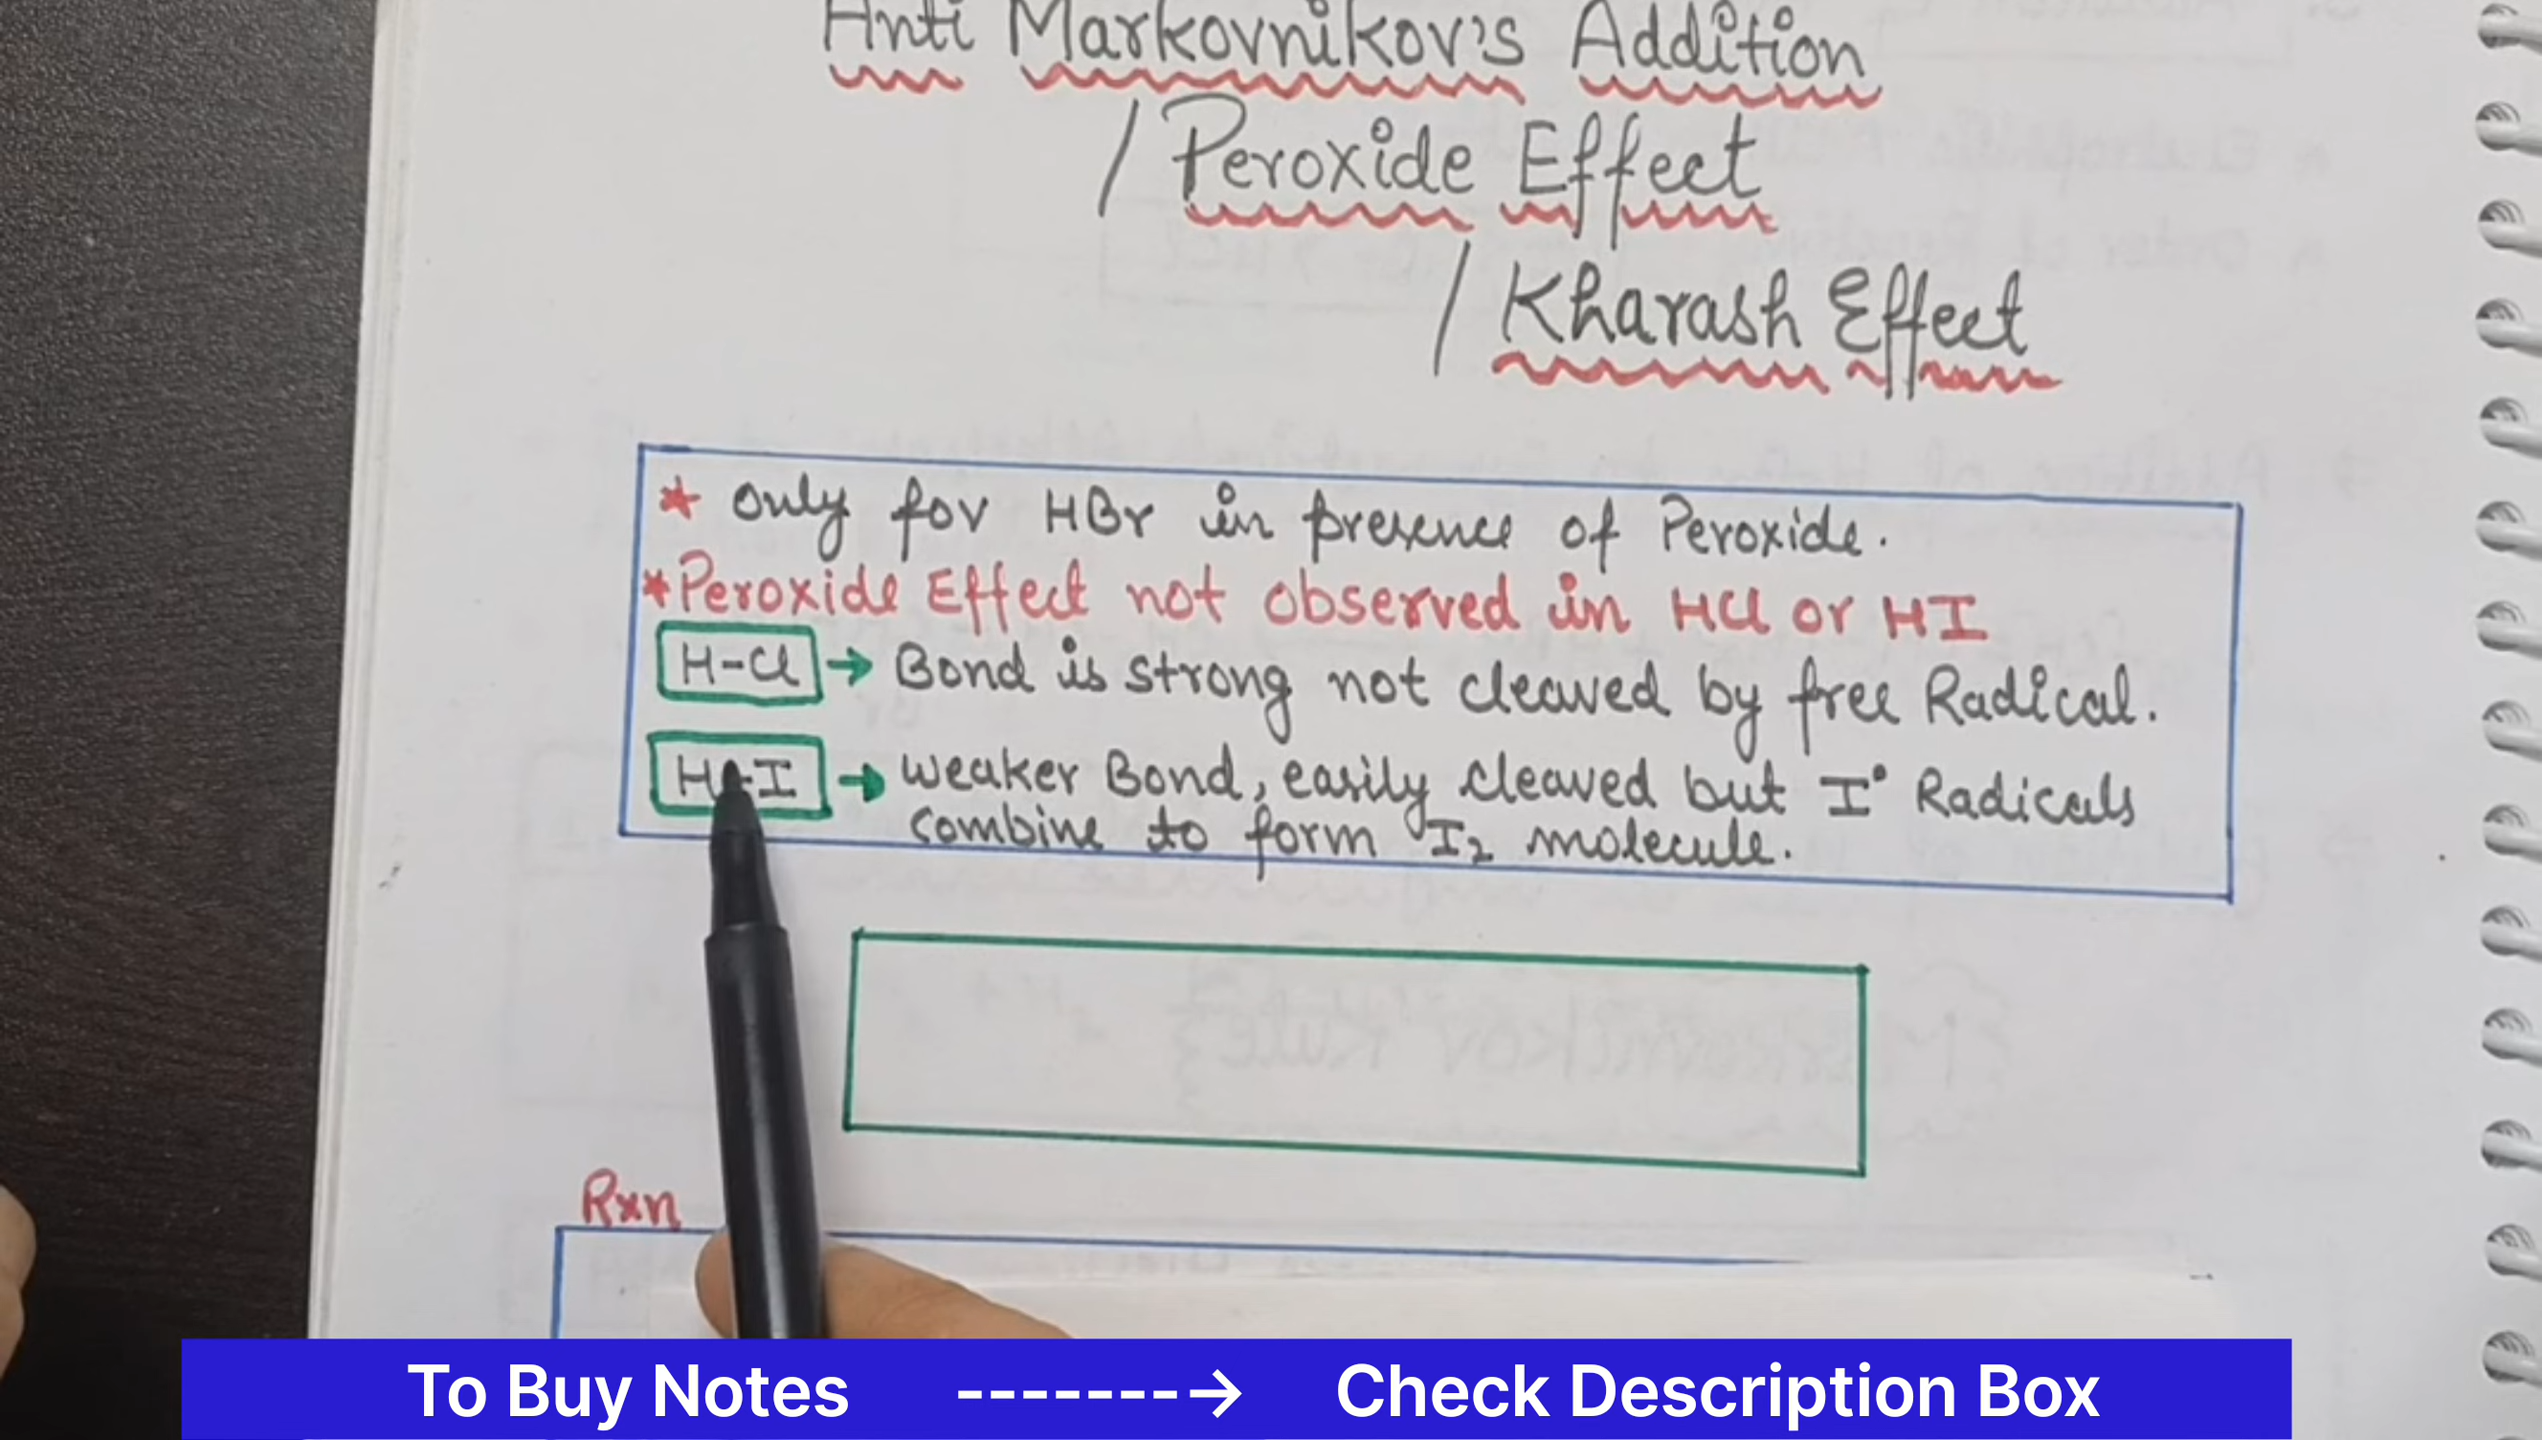 Anti Markovnikov's Addition
/ Peroxide Effect
/ Kharash Effect
* Only for HBr in presence of Peroxide.
* Peroxide Effect not observed in HCl or HI
H-Cl → Bond is strong not cleaved by free Radical.
H-I → weaker Bond, easily cleaved but I° Radicals
combine to form I₂ molecule.
Rxn
To Buy Notes -------→ Check Description Box